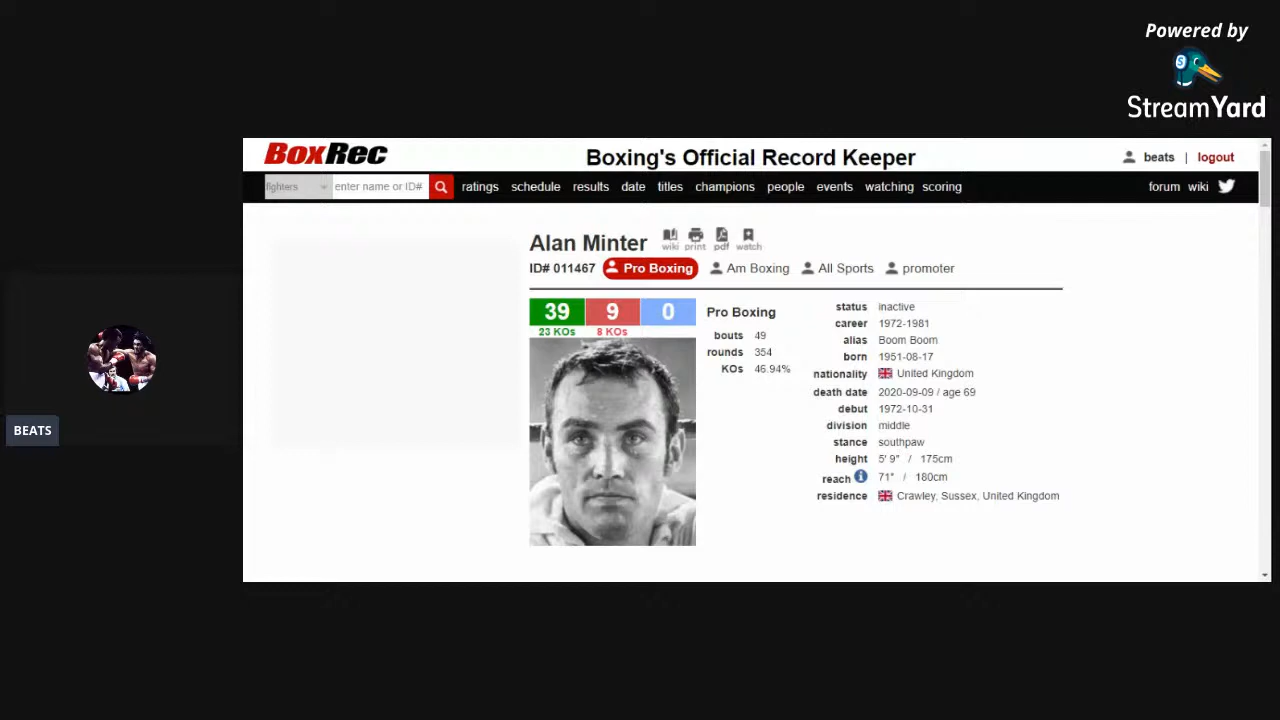 Powered by
StreamYard
BoxRec
Boxing's Official Record Keeper
beats | logout
fighters enter name or ID# ratings schedule results date titles champions people events watching scoring forum wiki
Alan Minter wiki print pdf watch
ID# 011467 Pro Boxing Am Boxing All Sports promoter
39 9 0
23 KOs 8 KOs
Pro Boxing
bouts 49
rounds 354
KOs 46.94%
status inactive
career 1972-1981
alias Boom Boom
born 1951-08-17
nationality United Kingdom
death date 2020-09-09 / age 69
debut 1972-10-31
division middle
stance southpaw
height 5' 9" / 175cm
reach 71" / 180cm
residence Crawley, Sussex, United Kingdom
BEATS